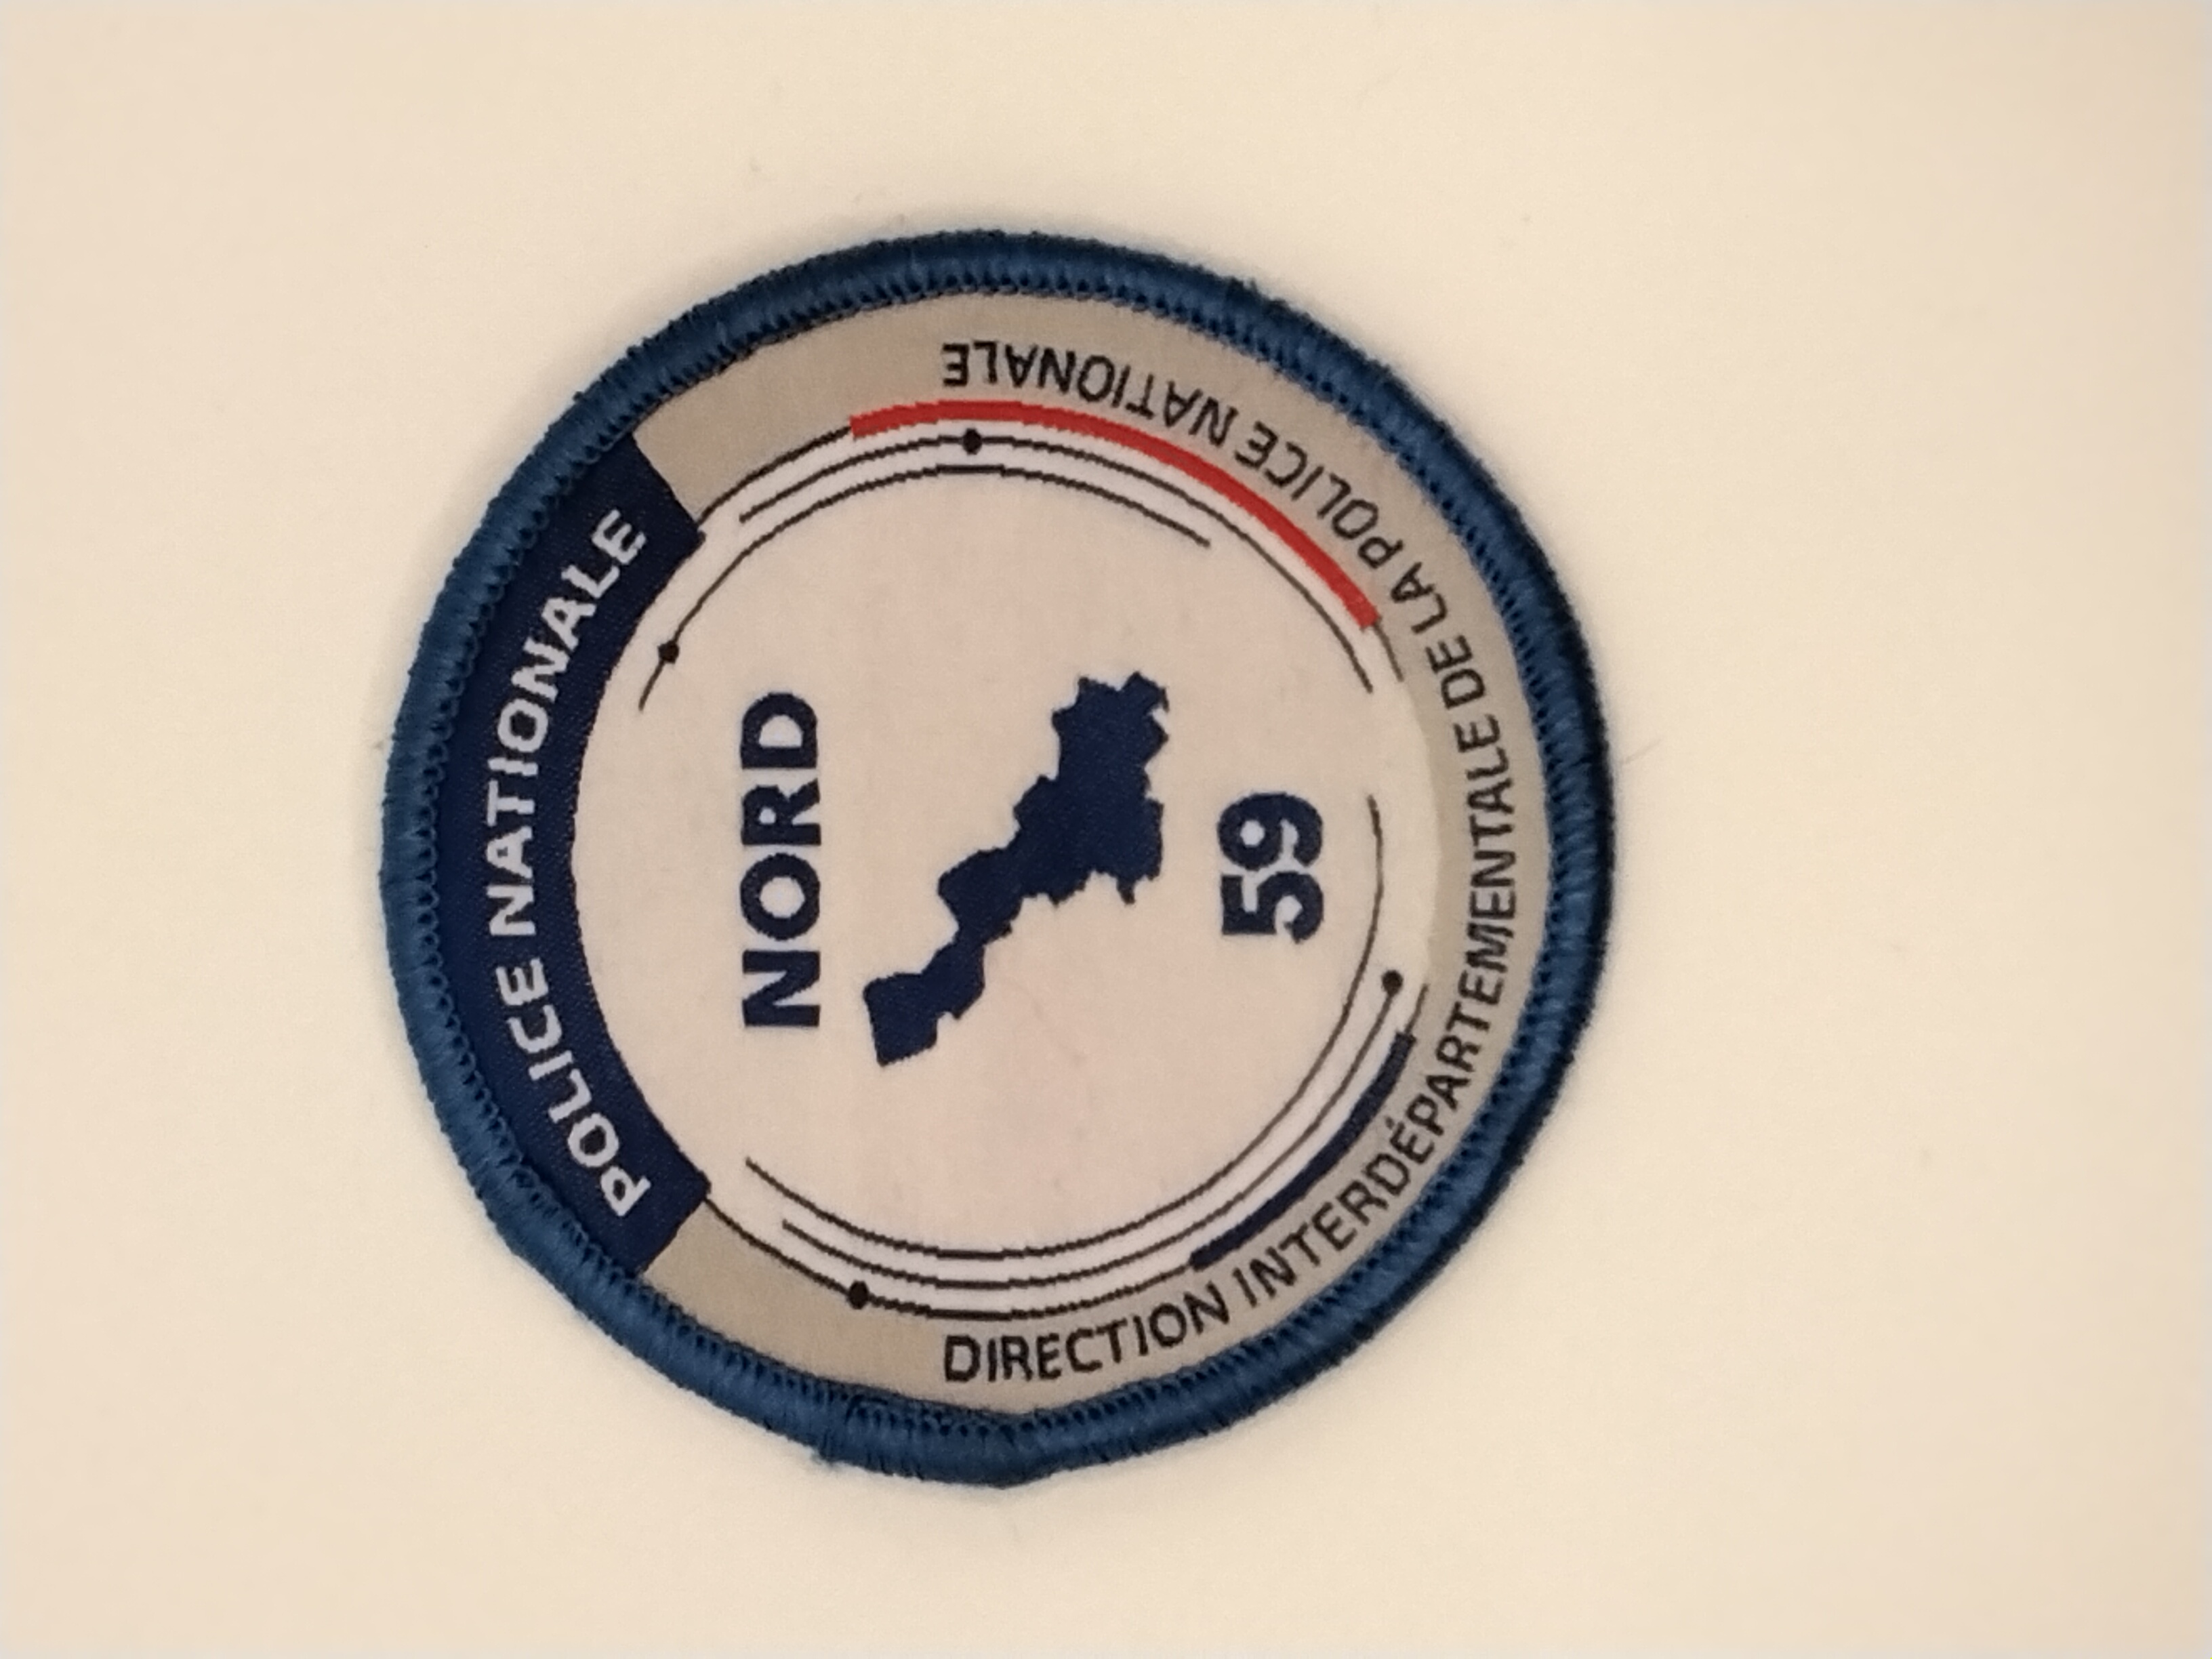 POLICE NATIONALE
NORD
59
DIRECTION INTERDÉPARTEMENTALE DE LA POLICE NATIONALE